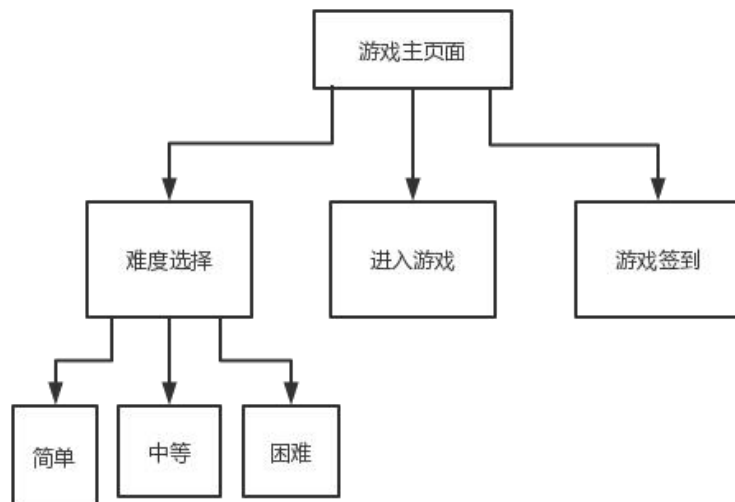 游戏主页面
难度选择
进入游戏
游戏签到
简单
中等
困难